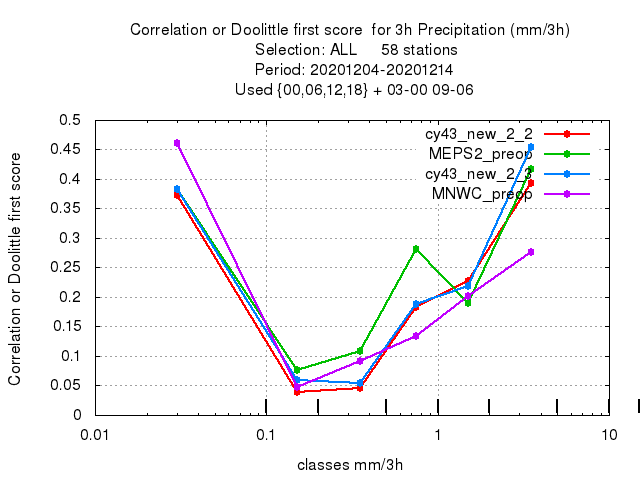 Correlation or Doolittle first score  for 3h Precipitation (mm/3h)
Selection: ALL     58 stations
Period: 20201204-20201214
Used {00,06,12,18} + 03-00 09-06
Correlation or Doolittle first score
0.5
0.45
0.4
0.35
0.3
0.25
0.2
0.15
0.1
0.05
0
cy43_new_2_2
MEPS2_preop
cy43_new_2_3
MNWC_preop
0.01
0.1
1
10
classes mm/3h